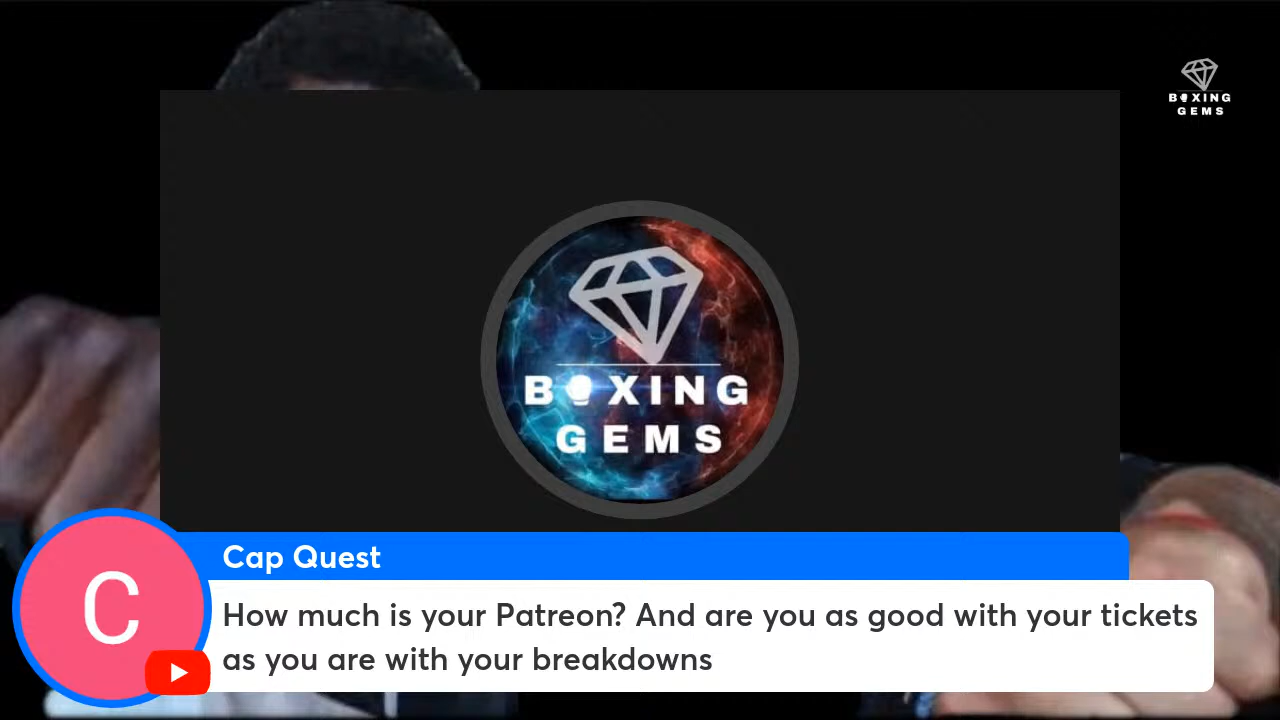 BOXING
GEMS
BOXING
GEMS
C
Cap Quest
How much is your Patreon? And are you as good with your tickets
as you are with your breakdowns